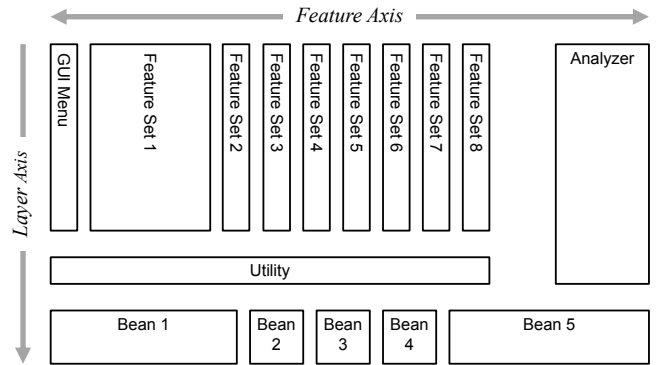 Feature Axis
Layer Axis
GUI Menu
Feature Set 1
Feature Set 2
Feature Set 3
Feature Set 4
Feature Set 5
Feature Set 6
Feature Set 7
Feature Set 8
Analyzer
Utility
Bean 1
Bean
2
Bean
3
Bean
4
Bean 5